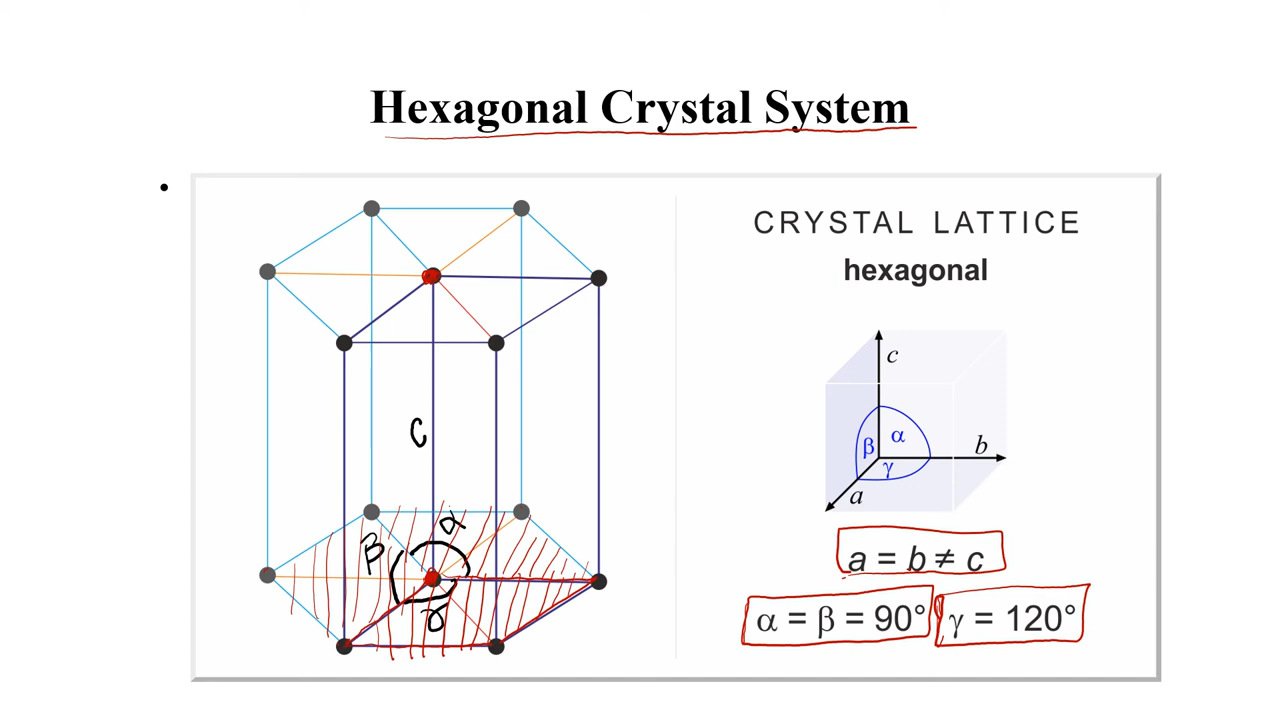 Hexagonal Crystal System
•
CRYSTAL LATTICE
hexagonal
c
α
β
b
γ
a
C
α
β
γ
a = b ≠ c
α = β = 90°
γ = 120°